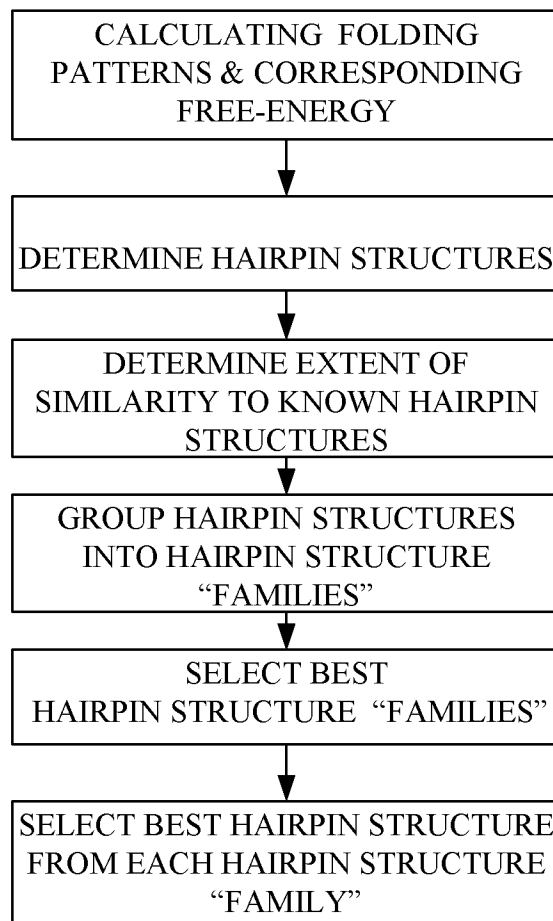 CALCULATING FOLDING
PATTERNS & CORRESPONDING
FREE-ENERGY
DETERMINE HAIRPIN STRUCTURES
DETERMINE EXTENT OF
SIMILARITY TO KNOWN HAIRPIN
STRUCTURES
GROUP HAIRPIN STRUCTURES
INTO HAIRPIN STRUCTURE
“FAMILIES”
SELECT BEST
HAIRPIN STRUCTURE “FAMILIES”
SELECT BEST HAIRPIN STRUCTURE
FROM EACH HAIRPIN STRUCTURE
“FAMILY”